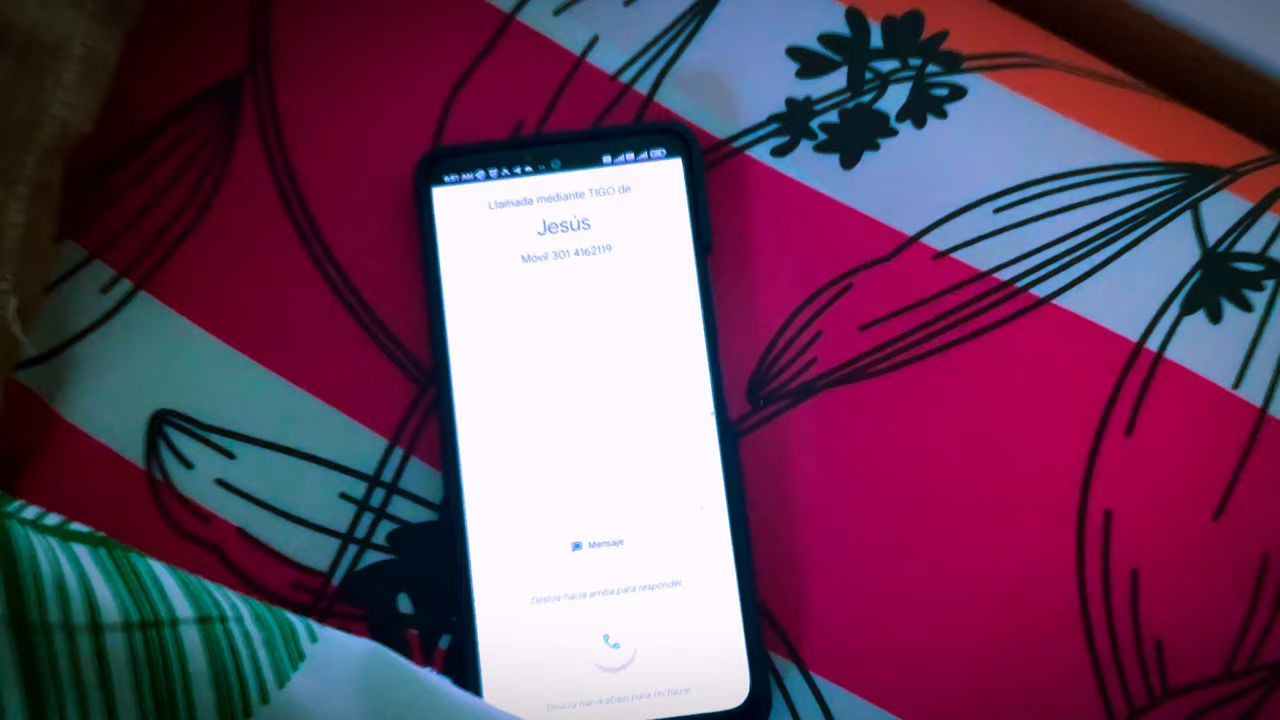 Llamada mediante TIGO de
Jesús
Móvil 301 4162119
Mensaje
Desliza hacia arriba para responder
Desliza hacia abajo para rechazar